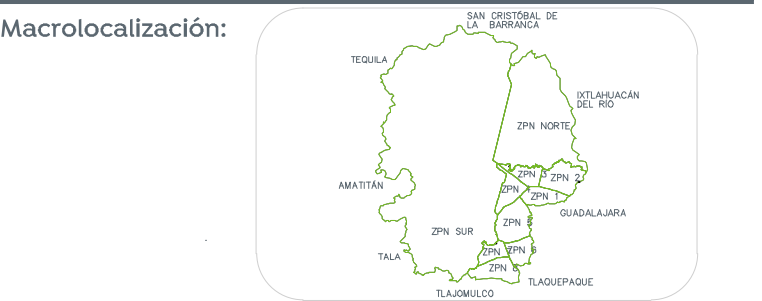 Macrolocalización:
SAN CRISTÓBAL DE
LA BARRANCA
TEQUILA
IXTLAHUACÁN
DEL RÍO
ZPN NORTE
ZPN 3
ZPN 2
AMATITÁN
ZPN 4
ZPN 1
GUADALAJARA
ZPN 5
ZPN SUR
ZPN 6
ZPN
TALA
ZPN 8
TLAQUEPAQUE
TLAJOMULCO